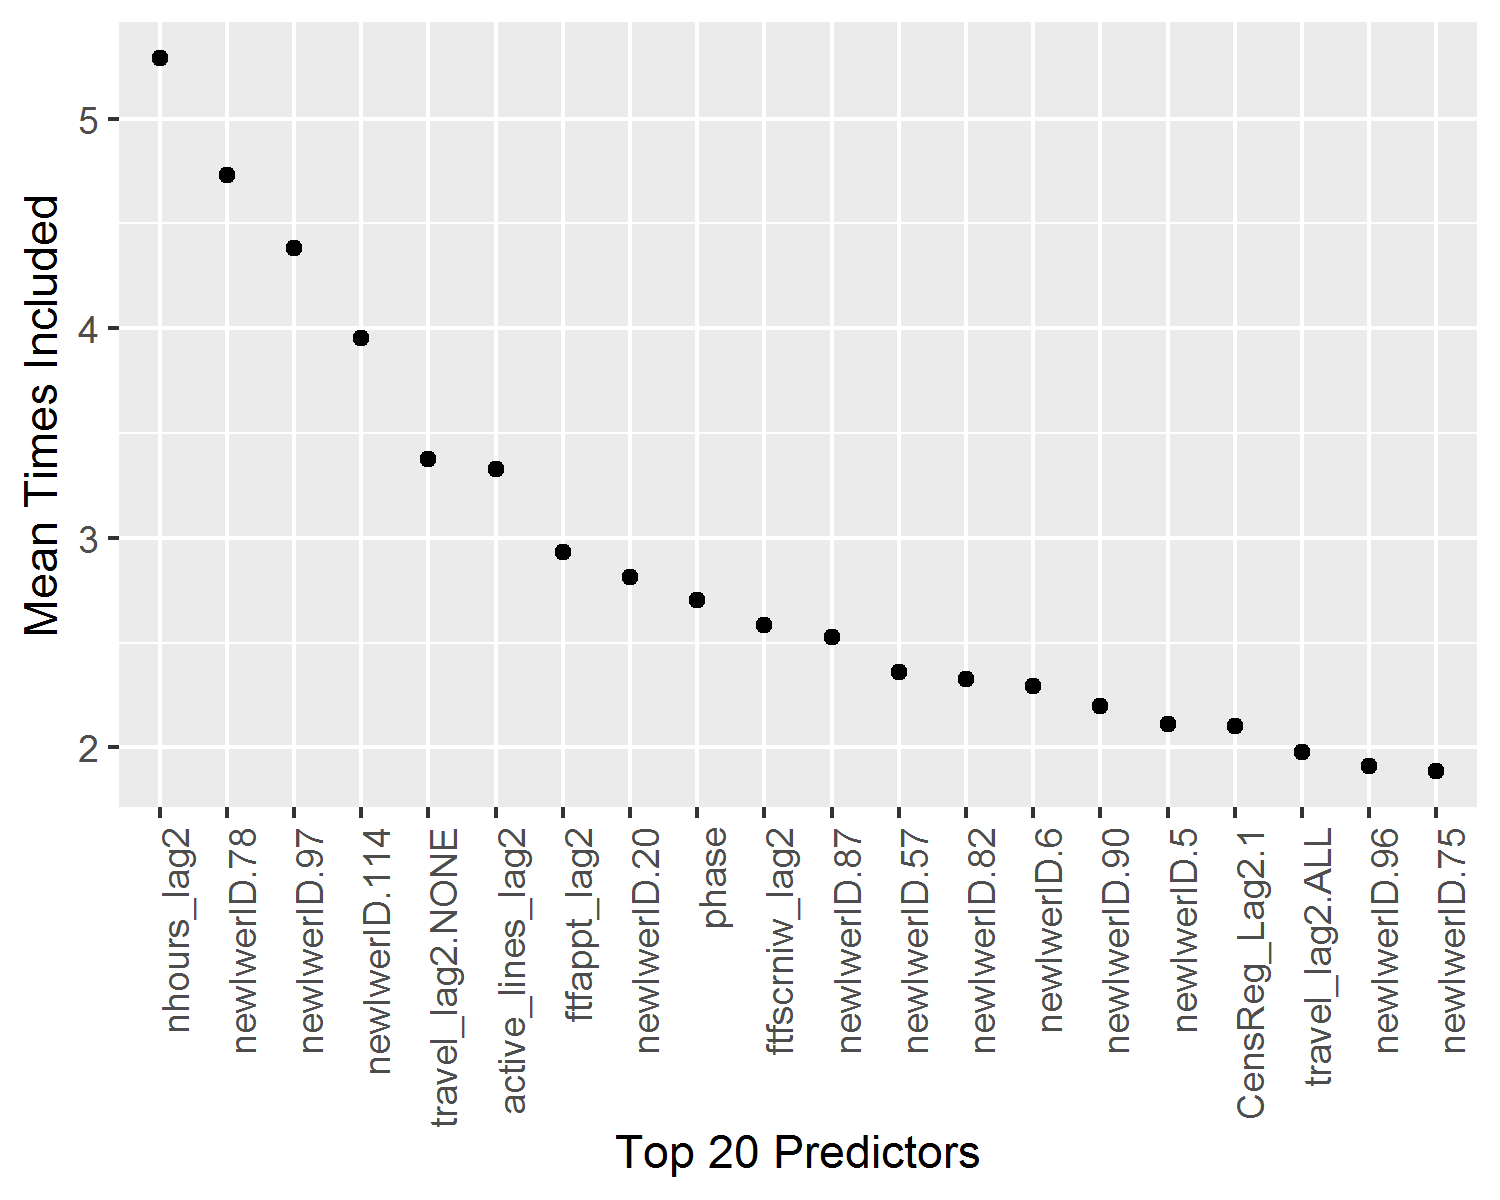 Mean Times Included
5
4
3
2
nhours_lag2
newIwerID.78
newIwerID.97
newIwerID.114
travel_lag2.NONE
active_lines_lag2
ftfappt_lag2
newIwerID.20
phase
ftfscrniw_lag2
newIwerID.87
newIwerID.57
newIwerID.82
newIwerID.6
newIwerID.90
newIwerID.5
CensReg_Lag2.1
travel_lag2.ALL
newIwerID.96
newIwerID.75
Top 20 Predictors